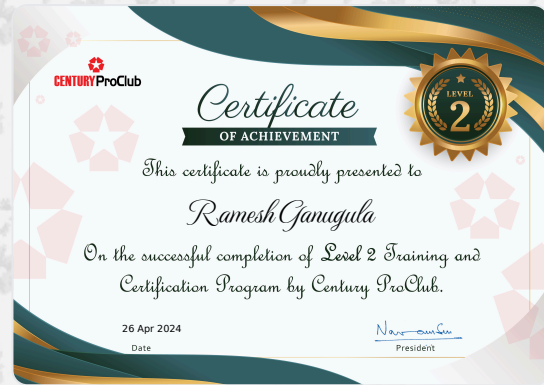 CENTURY ProClub
Certificate
OF ACHIEVEMENT
LEVEL
2
This certificate is proudly presented to
Ramesh Ganugula
On the successful completion of Level 2 Training and
Certification Program by Century ProClub.
26 Apr 2024
Date
President